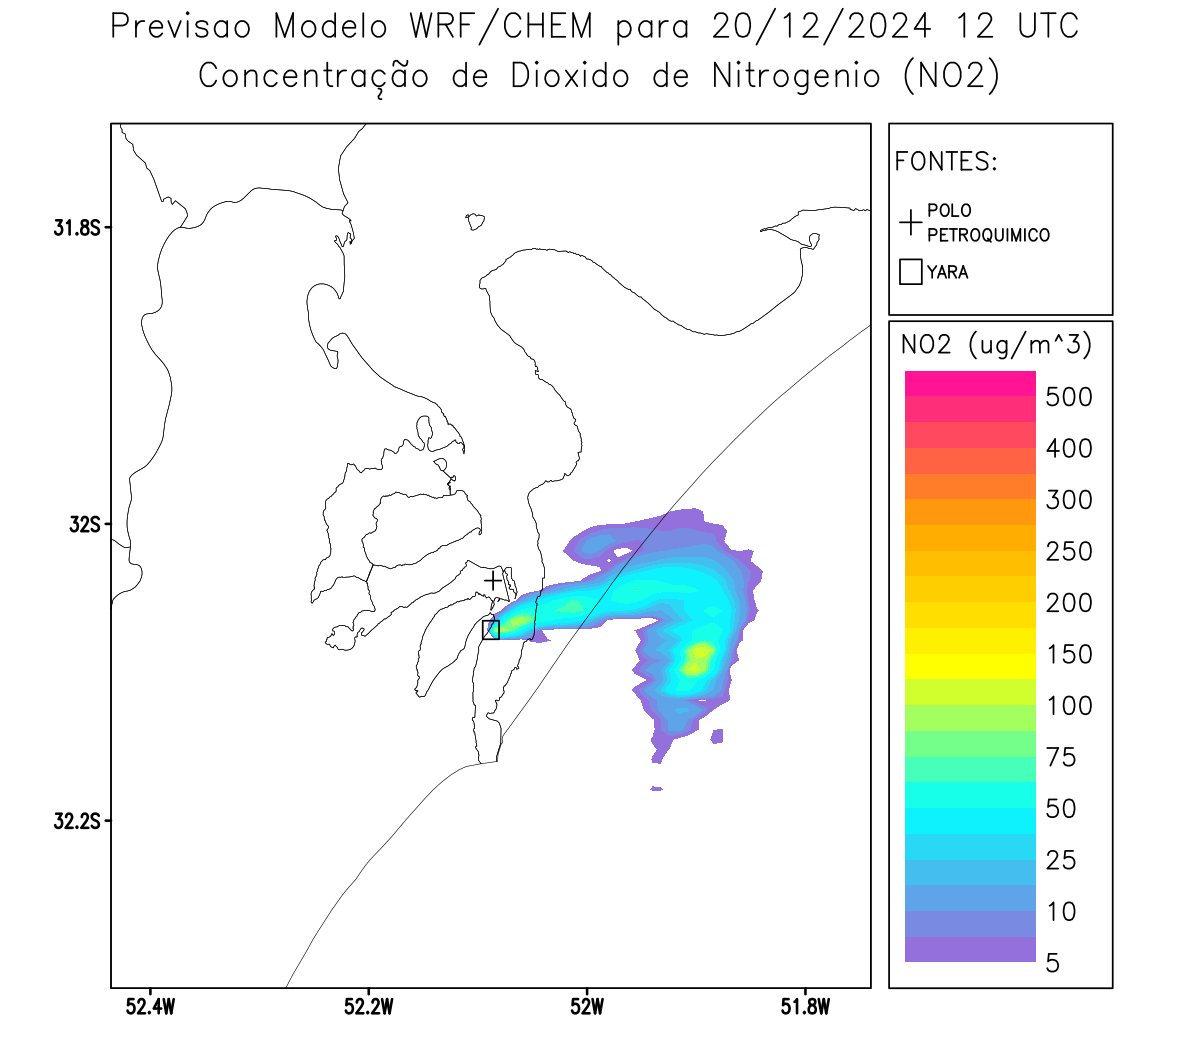 Previsao Modelo WRF/CHEM para 20/12/2024 12 UTC
Concentração de Dioxido de Nitrogenio (NO2)
FONTES:
POLO
PETROQUIMICO
YARA
NO2 (ug/m^3)
500
400
300
250
200
150
100
75
50
25
10
5
31.8S
32S
32.2S
52.4W
52.2W
52W
51.8W